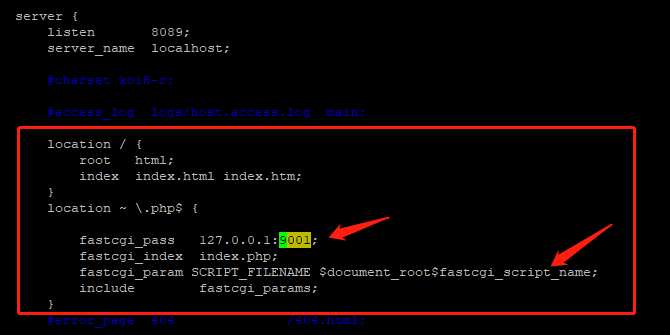 server {
listen 8089;
server_name localhost;
#charset koi8-r;
#access_log logs/host.access.log main;
location / {
root html;
index index.html index.htm;
}
location ~ \.php$ {
fastcgi_pass 127.0.0.1:9001;
fastcgi_index index.php;
fastcgi_param SCRIPT_FILENAME $document_root$fastcgi_script_name;
include fastcgi_params;
}
#error_page 404 /404.html;